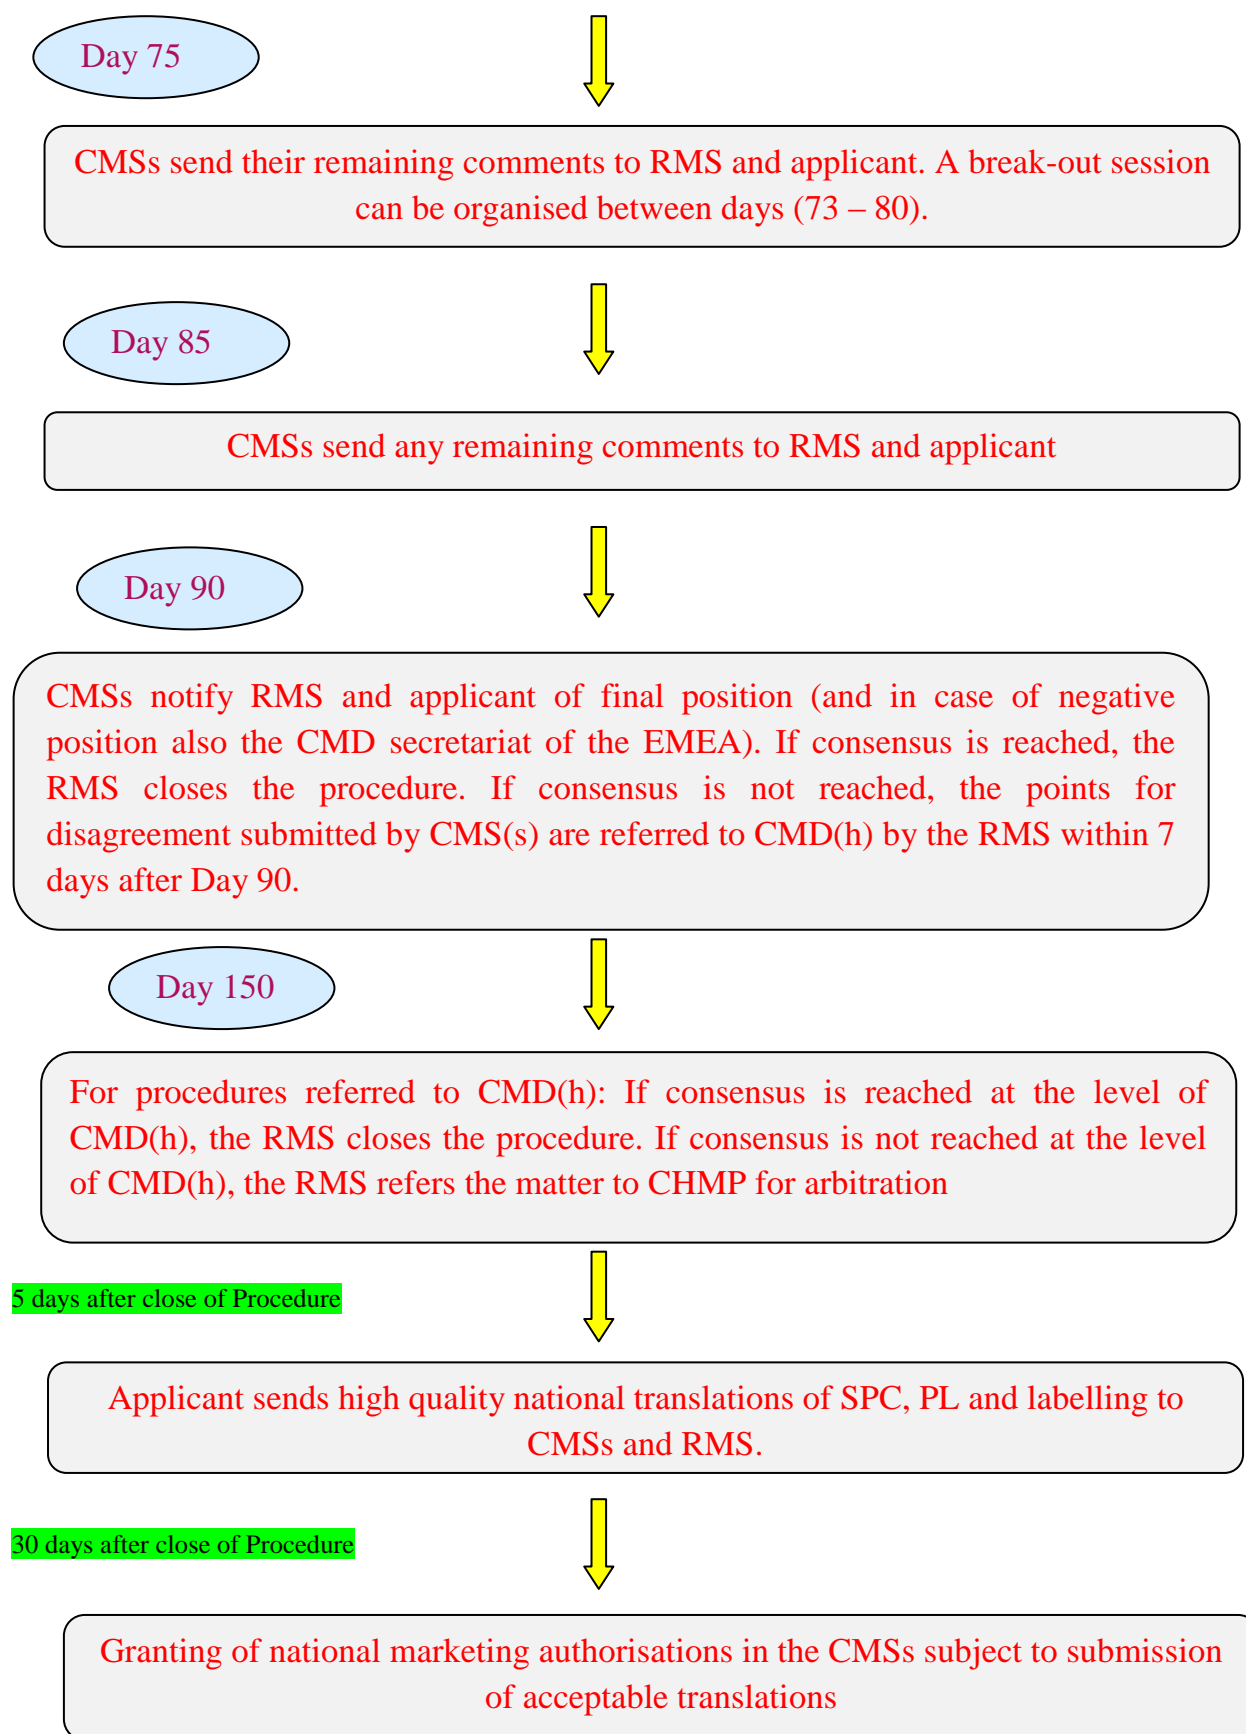 Day 75
CMSs send their remaining comments to RMS and applicant. A break-out session
can be organised between days (73 – 80).
Day 85
CMSs send any remaining comments to RMS and applicant
Day 90
CMSs notify RMS and applicant of final position (and in case of negative
position also the CMD secretariat of the EMEA). If consensus is reached, the
RMS closes the procedure. If consensus is not reached, the points for
disagreement submitted by CMS(s) are referred to CMD(h) by the RMS within 7
days after Day 90.
Day 150
For procedures referred to CMD(h): If consensus is reached at the level of
CMD(h), the RMS closes the procedure. If consensus is not reached at the level
of CMD(h), the RMS refers the matter to CHMP for arbitration
5 days after close of Procedure
Applicant sends high quality national translations of SPC, PL and labelling to
CMSs and RMS.
30 days after close of Procedure
Granting of national marketing authorisations in the CMSs subject to submission
of acceptable translations